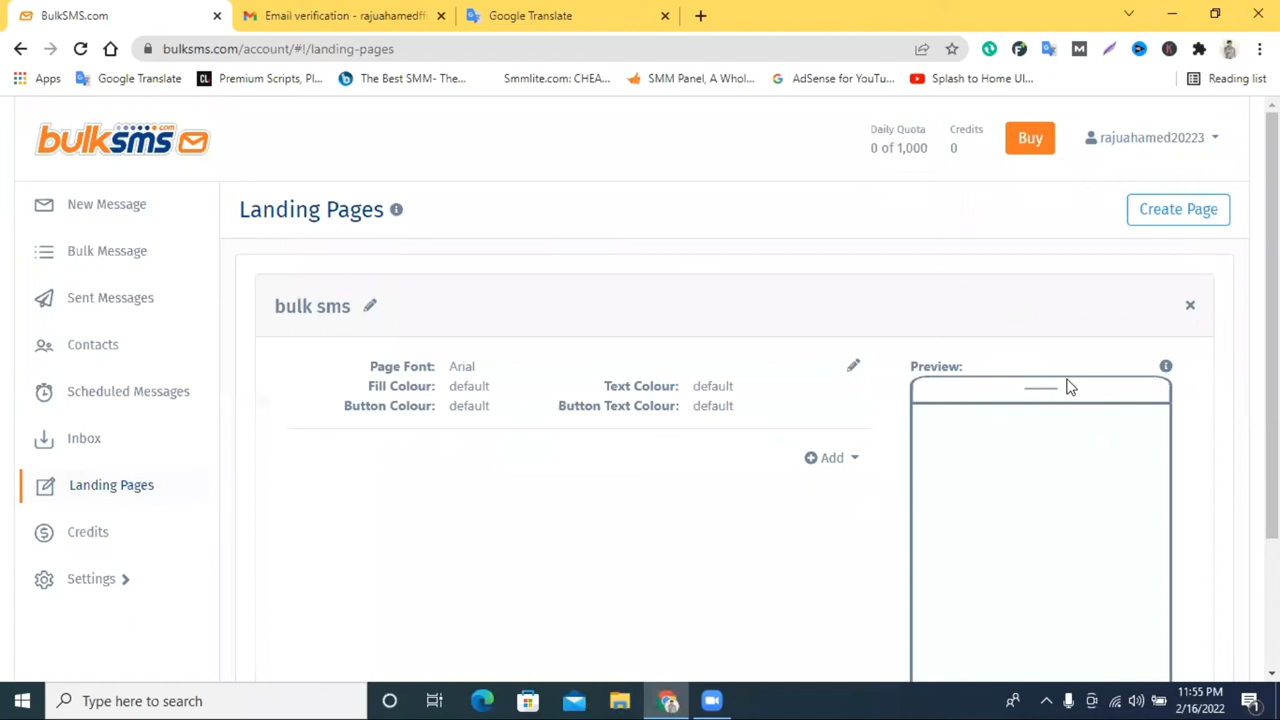 BulkSMS.com
Email verification - rajuahamedff
Google Translate
bulksms.com/account/#!/landing-pages
Apps
Google Translate
Premium Scripts, Pl...
The Best SMM- The...
Smmlite.com: CHEA...
SMM Panel, A Whol...
AdSense for YouTu...
Splash to Home UI...
Reading list
bulksms.com
Daily Quota
0 of 1,000
Credits
0
Buy
rajuahamed20223
New Message
Bulk Message
Sent Messages
Contacts
Scheduled Messages
Inbox
Landing Pages
Credits
Settings
Landing Pages
Create Page
bulk sms
Page Font: Arial
Fill Colour: default
Text Colour: default
Button Colour: default
Button Text Colour: default
Add
Preview:
Type here to search
11:55 PM
2/16/2022